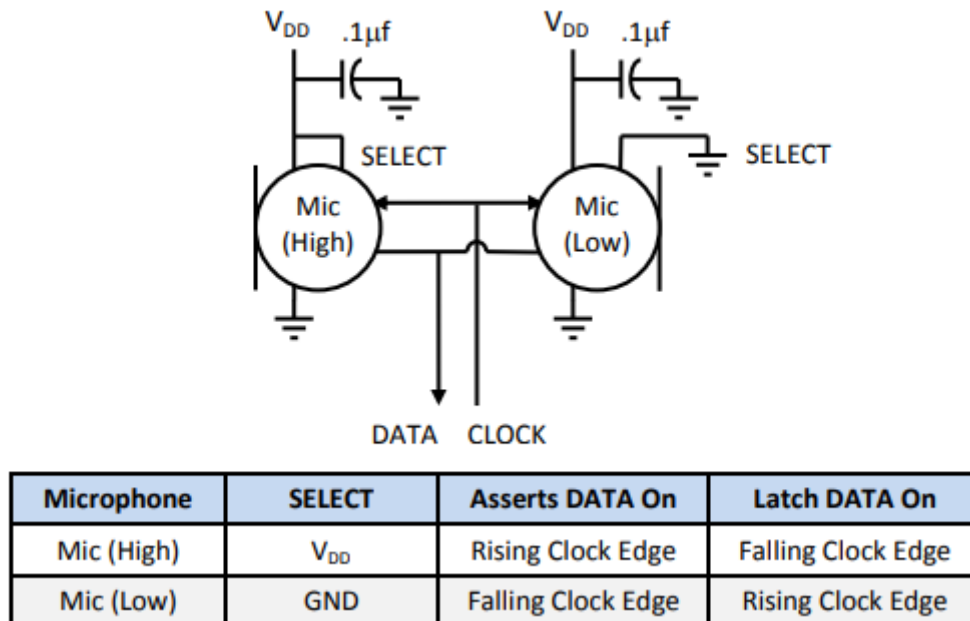 VDD .1μf VDD .1μf
SELECT SELECT
Mic (High) Mic (Low)
DATA CLOCK
Microphone SELECT Asserts DATA On Latch DATA On
Mic (High) VDD Rising Clock Edge Falling Clock Edge
Mic (Low) GND Falling Clock Edge Rising Clock Edge